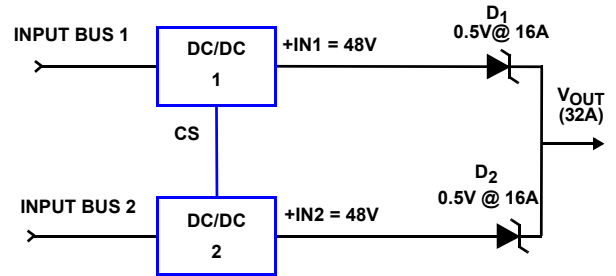 INPUT BUS 1
DC/DC
1
+IN1 = 48V
D1
0.5V@ 16A
CS
VOUT
(32A)
INPUT BUS 2
DC/DC
2
+IN2 = 48V
D2
0.5V @ 16A